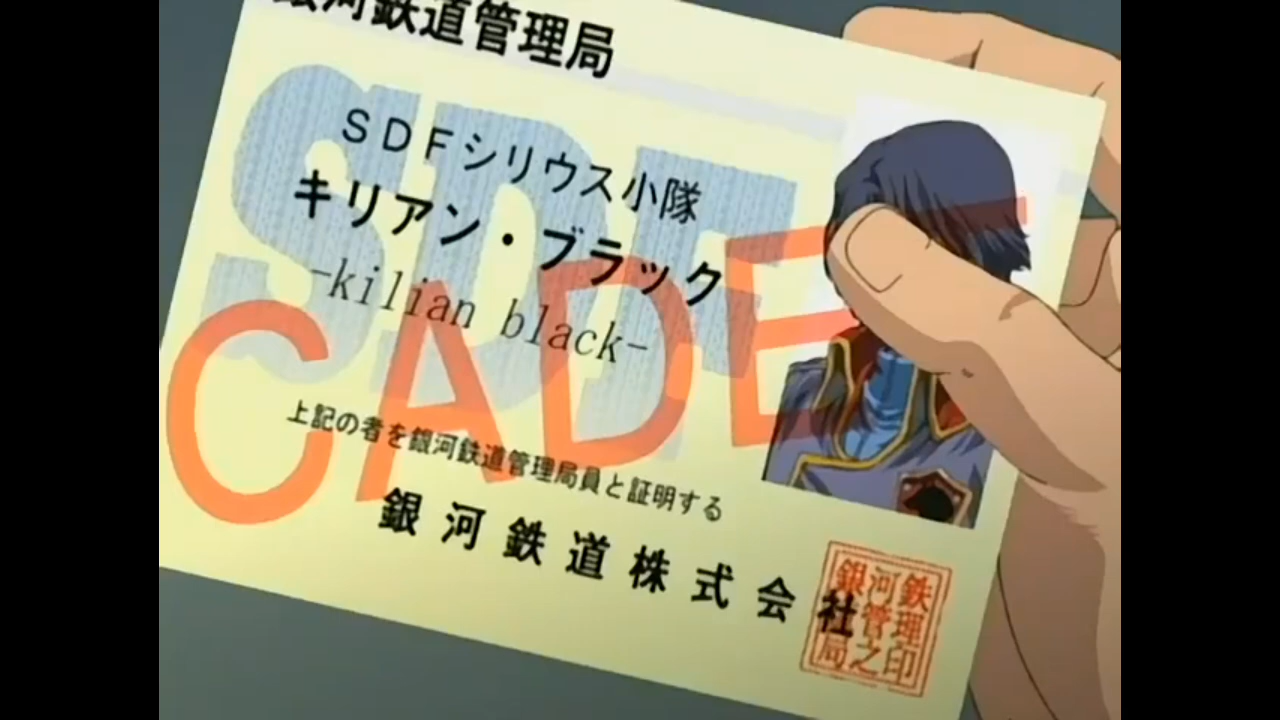 銀河鉄道管理局
SDFシリウス小隊
キリアン・ブラック
-kilian black-
SDF
CADE
上記の者を銀河鉄道管理局員と証明する
銀河鉄道株式会社
銀河鉄
道管理
局之印